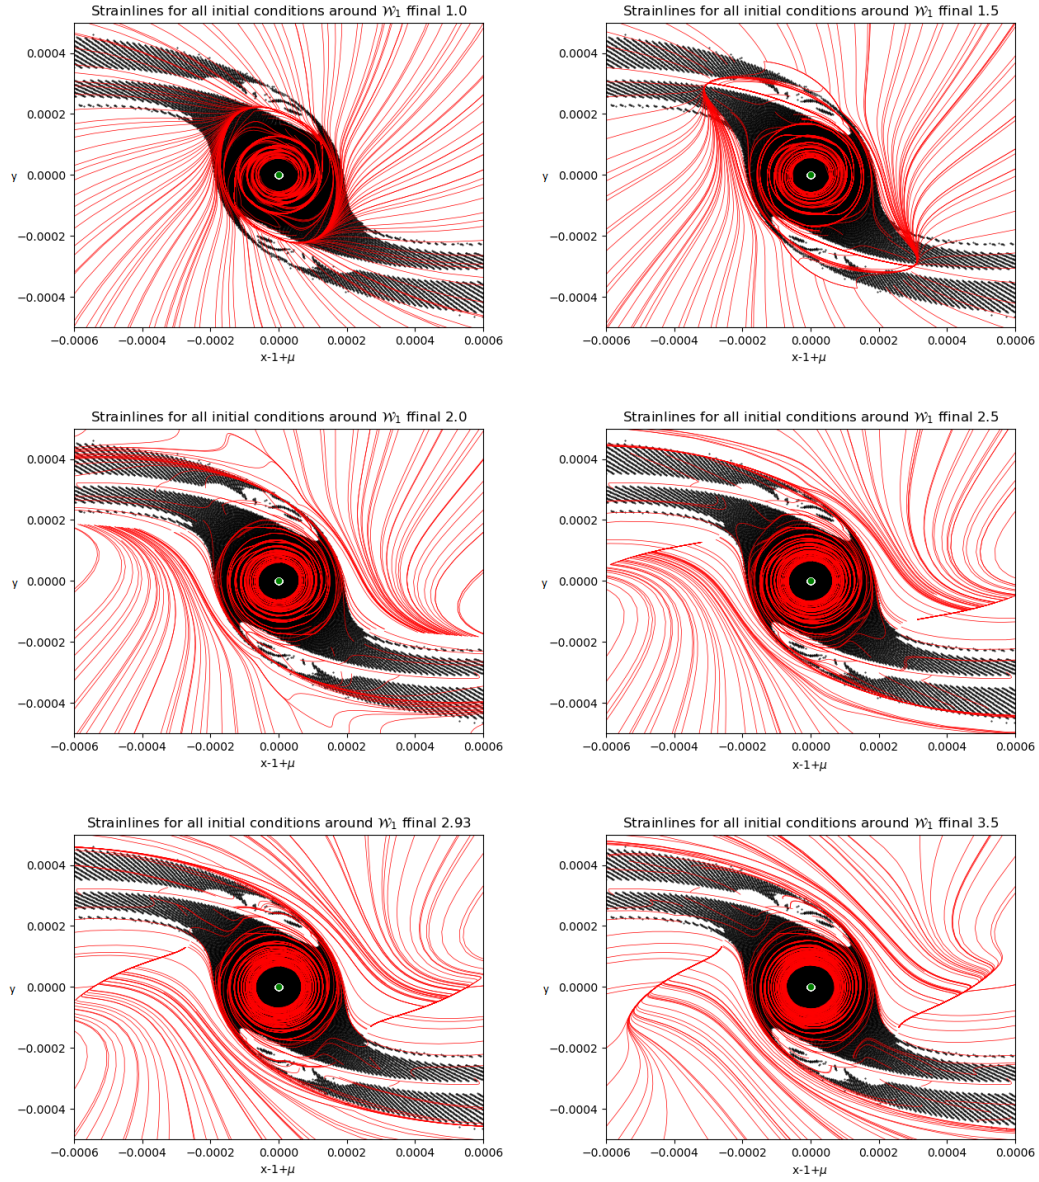 Strainlines for all initial conditions around 𝒲₁ ffinal 1.0
0.0004
0.0002
y 0.0000
−0.0002
−0.0004
−0.0006 −0.0004 −0.0002 0.0000 0.0002 0.0004 0.0006
x-1+μ
Strainlines for all initial conditions around 𝒲₁ ffinal 1.5
0.0004
0.0002
y 0.0000
−0.0002
−0.0004
−0.0006 −0.0004 −0.0002 0.0000 0.0002 0.0004 0.0006
x-1+μ
Strainlines for all initial conditions around 𝒲₁ ffinal 2.0
0.0004
0.0002
y 0.0000
−0.0002
−0.0004
−0.0006 −0.0004 −0.0002 0.0000 0.0002 0.0004 0.0006
x-1+μ
Strainlines for all initial conditions around 𝒲₁ ffinal 2.5
0.0004
0.0002
y 0.0000
−0.0002
−0.0004
−0.0006 −0.0004 −0.0002 0.0000 0.0002 0.0004 0.0006
x-1+μ
Strainlines for all initial conditions around 𝒲₁ ffinal 2.93
0.0004
0.0002
y 0.0000
−0.0002
−0.0004
−0.0006 −0.0004 −0.0002 0.0000 0.0002 0.0004 0.0006
x-1+μ
Strainlines for all initial conditions around 𝒲₁ ffinal 3.5
0.0004
0.0002
y 0.0000
−0.0002
−0.0004
−0.0006 −0.0004 −0.0002 0.0000 0.0002 0.0004 0.0006
x-1+μ